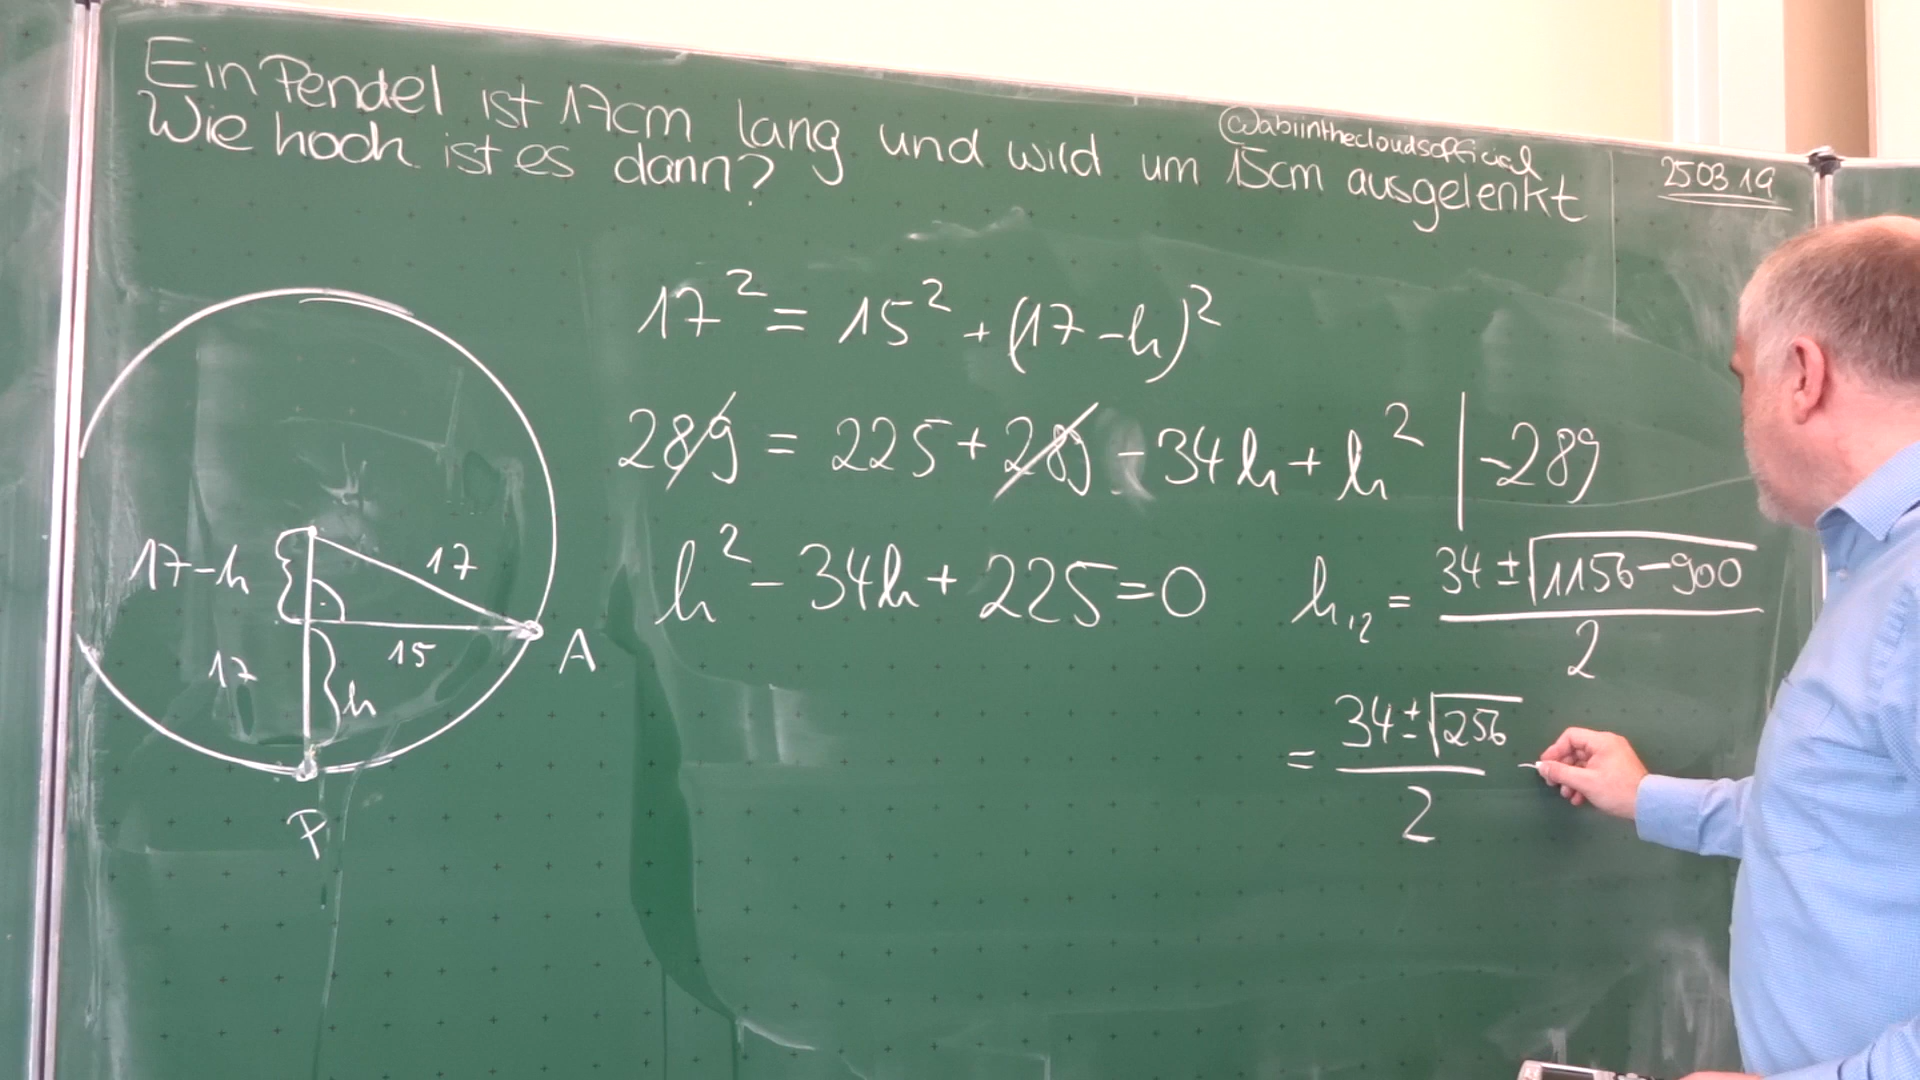 Ein Pendel ist 17cm lang und wird um 15cm ausgelenkt
Wie hoch ist es dann?
@abiinthecloudsofficial
25 03 19
17² = 15² + (17 - h)²
289 = 225 + 289 - 34h + h² | -289
h² - 34h + 225 = 0
h₁₂ = (34 ± √(1156 - 900)) / 2
= (34 ± √256) / 2
17-h
17
15
A
17
h
P